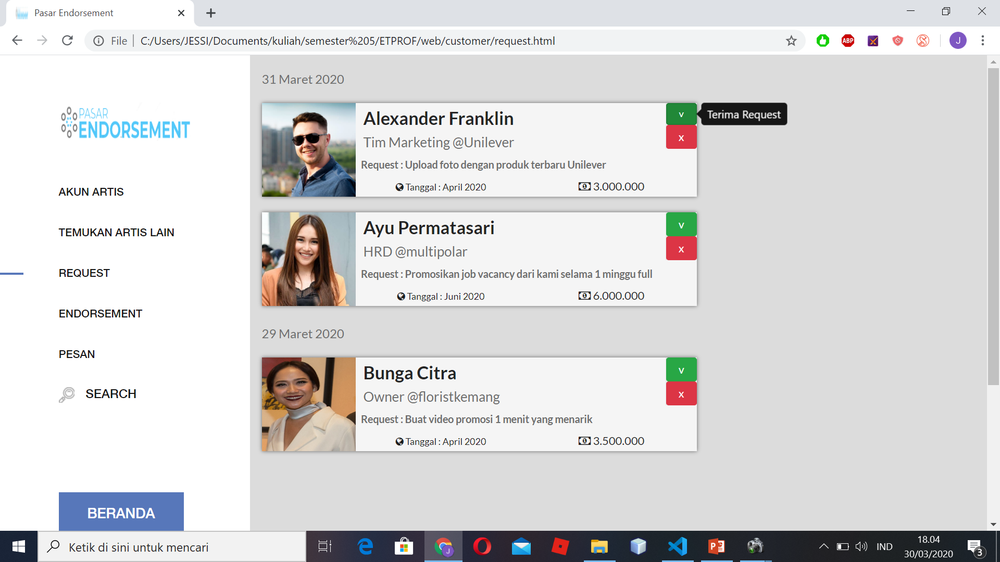 Pasar Endorsement
File
C:/Users/JESSI/Documents/kuliah/semester%205/ETPROF/web/customer/request.html
ABP
J
PASAR
ENDORSEMENT
AKUN ARTIS
TEMUKAN ARTIS LAIN
REQUEST
ENDORSEMENT
PESAN
SEARCH
BERANDA
31 Maret 2020
Alexander Franklin
v
Terima Request
Tim Marketing @Unilever
x
Request : Upload foto dengan produk terbaru Unilever
Tanggal : April 2020
3.000.000
Ayu Permatasari
v
HRD @multipolar
x
Request : Promosikan job vacancy dari kami selama 1 minggu full
Tanggal : Juni 2020
6.000.000
29 Maret 2020
Bunga Citra
v
Owner @floristkemang
x
Request : Buat video promosi 1 menit yang menarik
Tanggal : April 2020
3.500.000
Ketik di sini untuk mencari
J
IND
18.04
30/03/2020
3